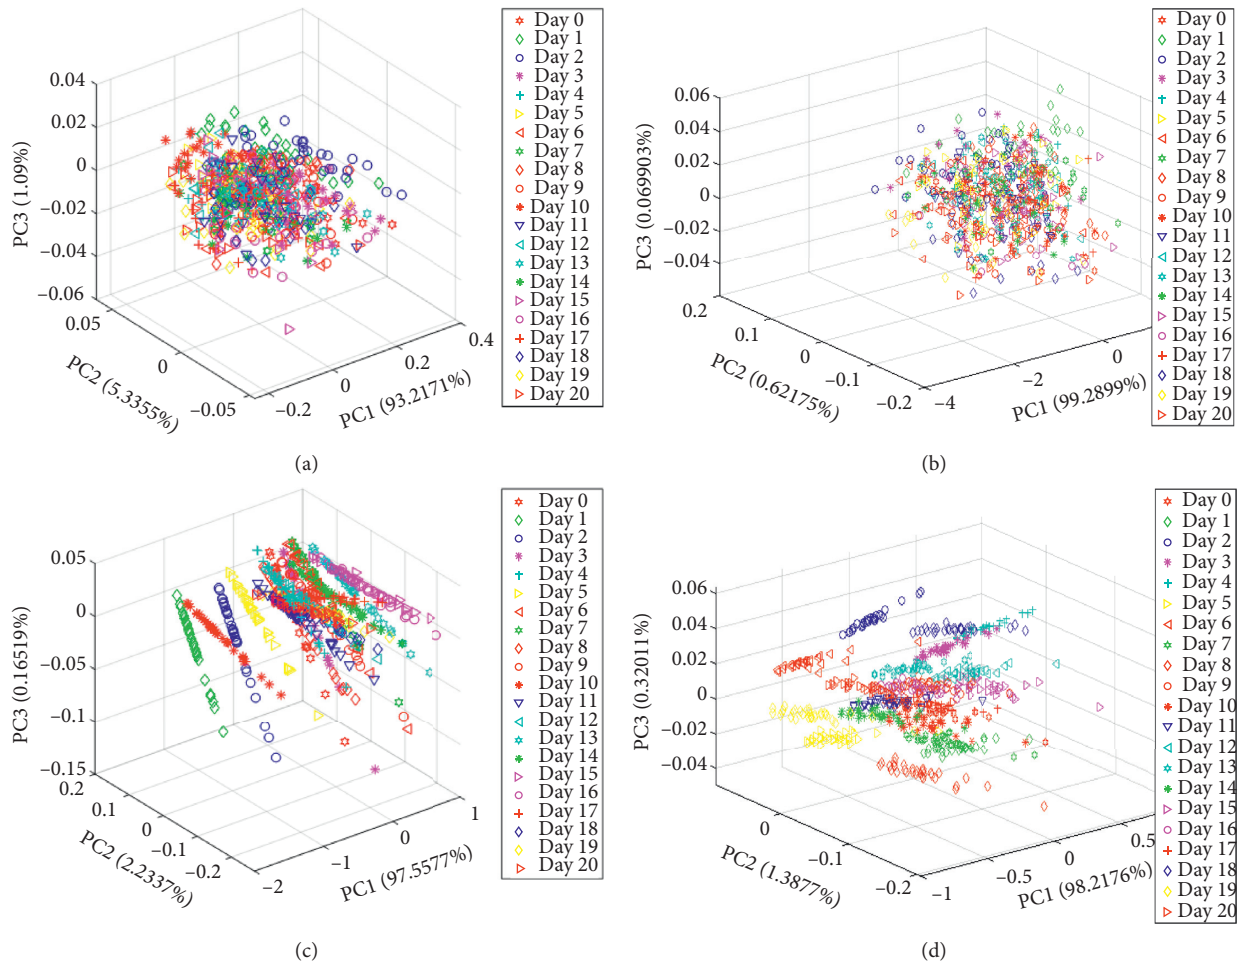 Day 0
Day 1
Day 2
Day 3
Day 4
Day 5
Day 6
Day 7
Day 8
Day 9
Day 10
Day 11
Day 12
Day 13
Day 14
Day 15
Day 16
Day 17
Day 18
Day 19
Day 20
0.04
0.02
0
−0.02
−0.04
−0.06
PC3 (1.09%)
0.05
0
−0.05
PC2 (5.3355%)
−0.2
0
0.2
0.4
PC1 (93.2171%)
(a)
Day 0
Day 1
Day 2
Day 3
Day 4
Day 5
Day 6
Day 7
Day 8
Day 9
Day 10
Day 11
Day 12
Day 13
Day 14
Day 15
Day 16
Day 17
Day 18
Day 19
Day 20
0.06
0.04
0.02
0
−0.02
−0.04
PC3 (0.069903%)
0.2
0.1
0
−0.1
−0.2
PC2 (0.62175%)
−4
−2
0
PC1 (99.2899%)
(b)
Day 0
Day 1
Day 2
Day 3
Day 4
Day 5
Day 6
Day 7
Day 8
Day 9
Day 10
Day 11
Day 12
Day 13
Day 14
Day 15
Day 16
Day 17
Day 18
Day 19
Day 20
0.05
0
−0.05
−0.1
−0.15
PC3 (0.16519%)
0.2
0.1
0
−0.1
−0.2
PC2 (2.2337%)
−2
−1
0
1
PC1 (97.5577%)
(c)
Day 0
Day 1
Day 2
Day 3
Day 4
Day 5
Day 6
Day 7
Day 8
Day 9
Day 10
Day 11
Day 12
Day 13
Day 14
Day 15
Day 16
Day 17
Day 18
Day 19
Day 20
0.06
0.04
0.02
0
−0.02
−0.04
PC3 (0.32011%)
0
−0.1
−0.2
PC2 (1.3877%)
−1
−0.5
0
0.5
PC1 (98.2176%)
(d)